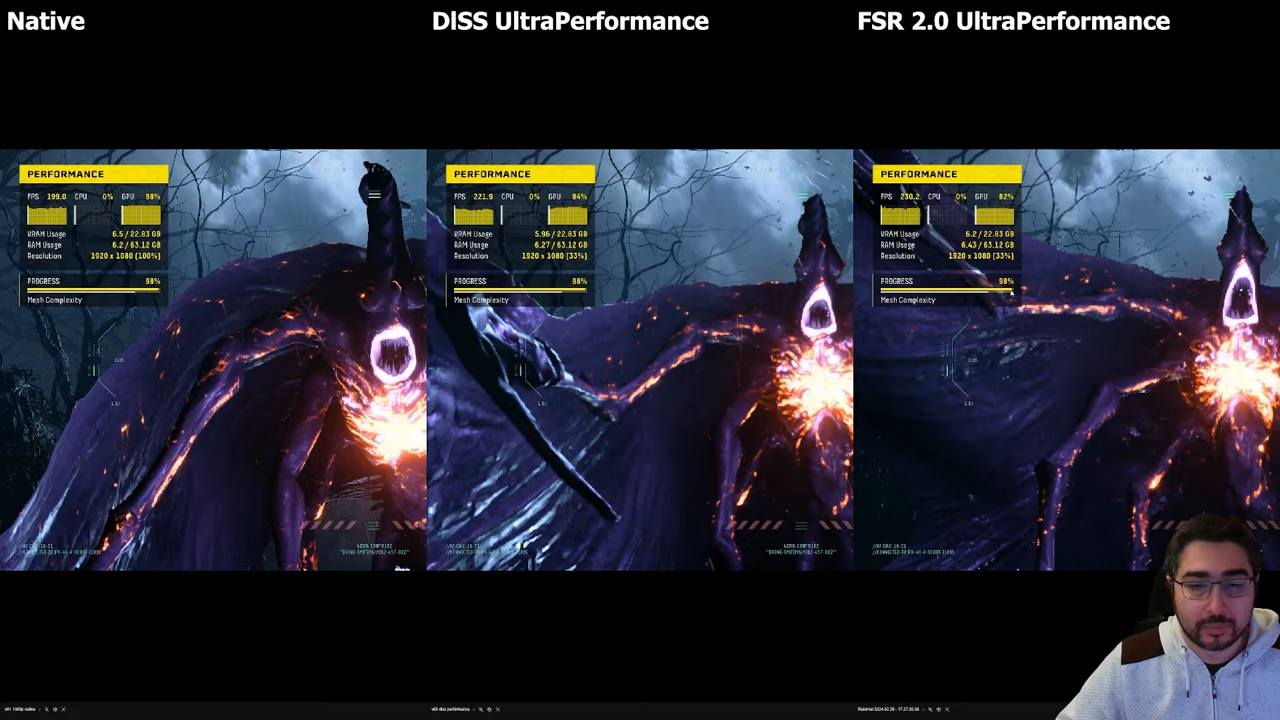 Native
PERFORMANCE
FPS 199.0 CPU 0% GPU 98%
VRAM Usage 6.5 / 22.83 GB
RAM Usage 6.2 / 63.12 GB
Resolution 1920 x 1080 (100%)
PROGRESS 98%
Mesh Complexity
DlSS UltraPerformance
PERFORMANCE
FPS 221.9 CPU 0% GPU 84%
VRAM Usage 5.96 / 22.83 GB
RAM Usage 6.27 / 63.12 GB
Resolution 1920 x 1080 (33%)
PROGRESS 98%
Mesh Complexity
FSR 2.0 UltraPerformance
PERFORMANCE
FPS 230.2 CPU 0% GPU 82%
VRAM Usage 6.2 / 22.83 GB
RAM Usage 6.43 / 63.12 GB
Resolution 1920 x 1080 (33%)
PROGRESS 98%
Mesh Complexity